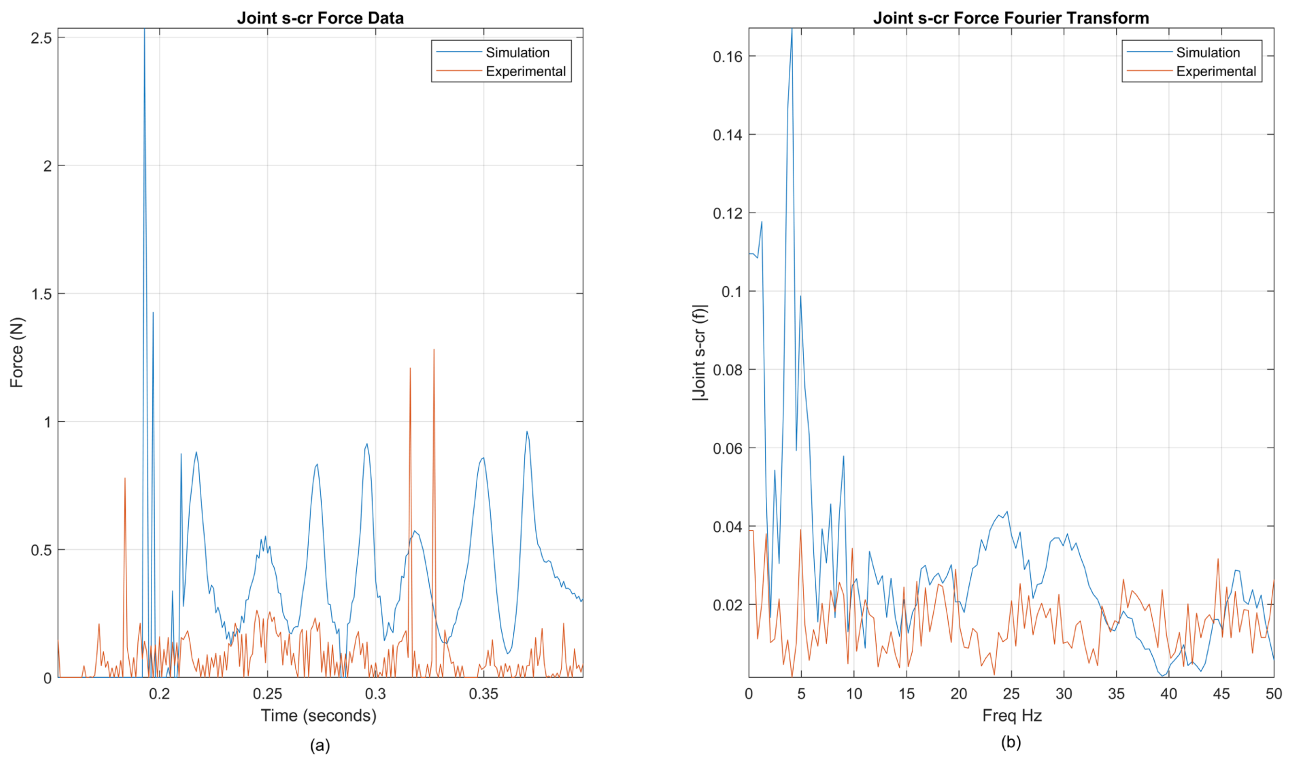 Joint s-cr Force Data
Simulation
Experimental
2.5
2
1.5
1
0.5
0
0.2
0.25
0.3
0.35
Force (N)
Time (seconds)
(a)
Joint s-cr Force Fourier Transform
Simulation
Experimental
0.16
0.14
0.12
0.1
0.08
0.06
0.04
0.02
0
5
10
15
20
25
30
35
40
45
50
|Joint s-cr (f)|
Freq Hz
(b)